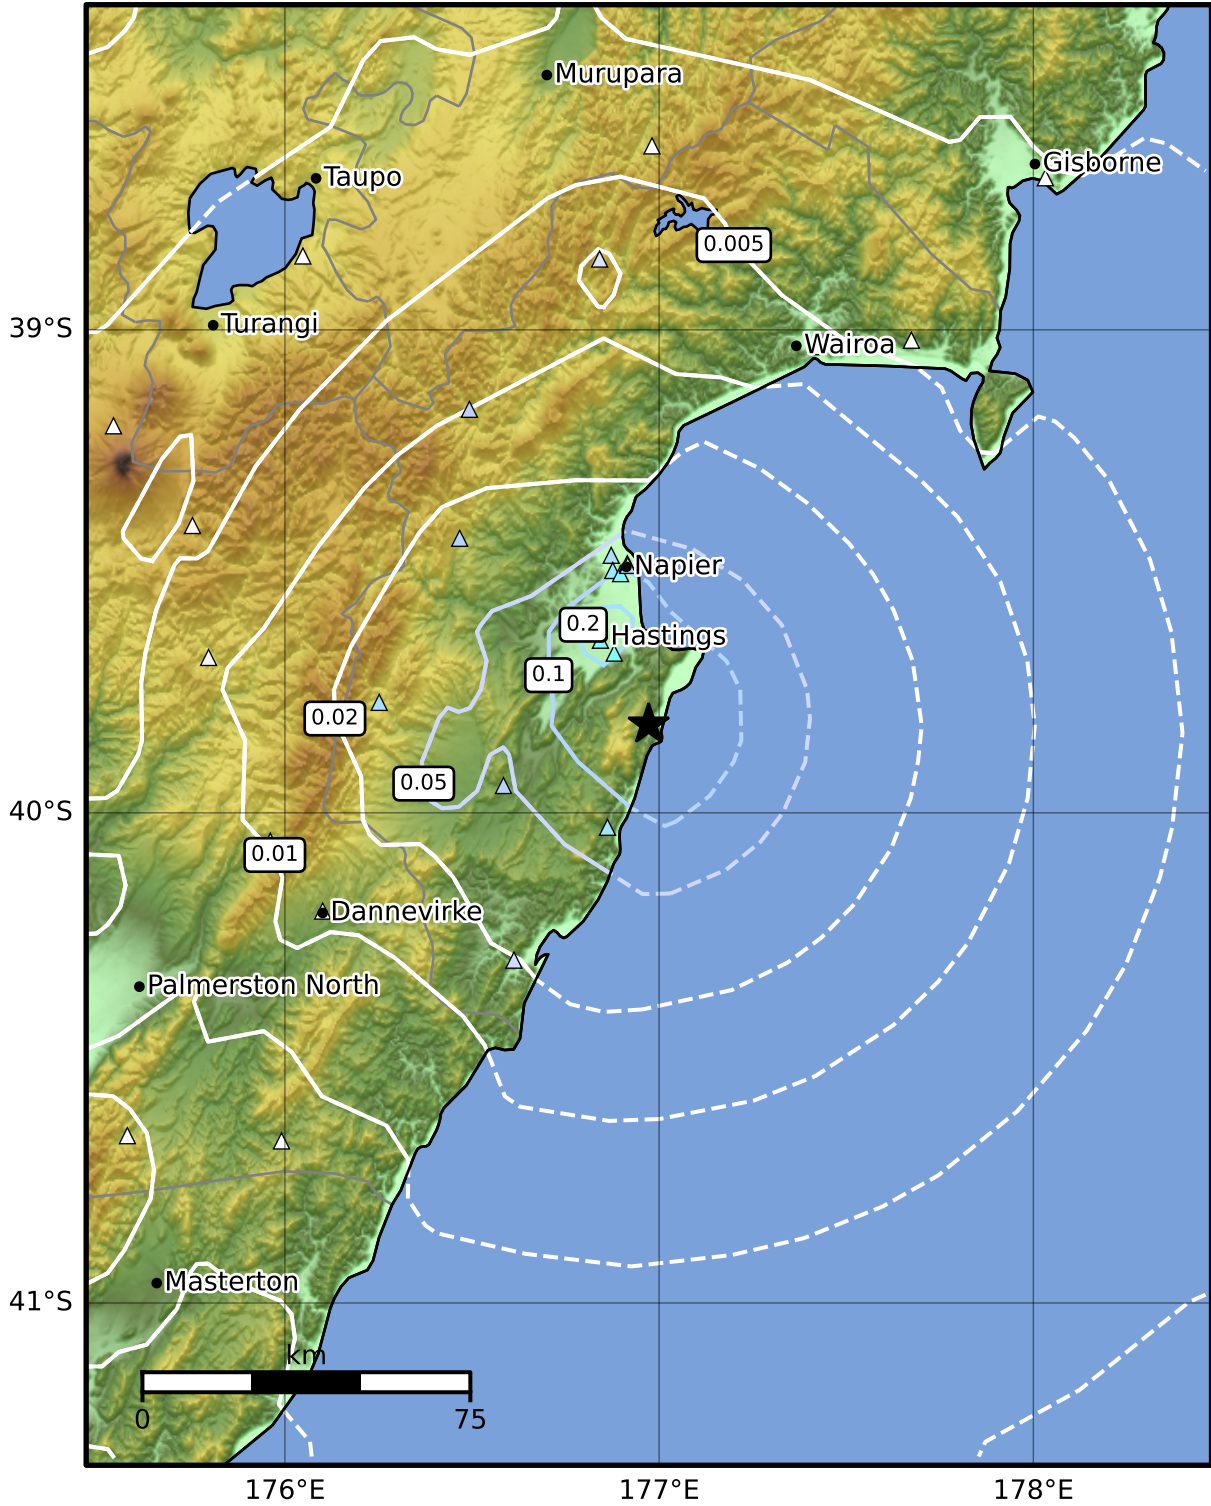 Murupara
Gisborne
Taupo
0.005
Turangi
39°S
Wairoa
Napier
0.2
Hastings
0.1
0.02
0.05
40°S
0.01
Dannevirke
Palmerston North
Masterton
41°S
km
0
75
176°E
177°E
178°E